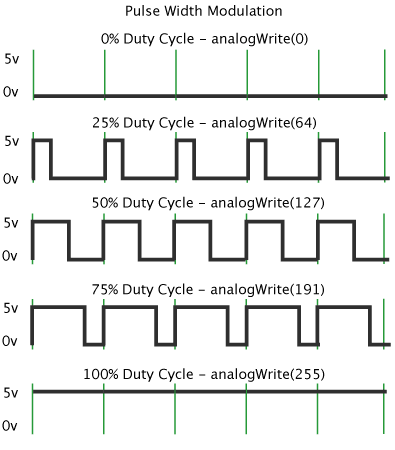 Pulse Width Modulation
0% Duty Cycle – analogWrite(0)
5v
0v
25% Duty Cycle – analogWrite(64)
5v
0v
50% Duty Cycle – analogWrite(127)
5v
0v
75% Duty Cycle – analogWrite(191)
5v
0v
100% Duty Cycle – analogWrite(255)
5v
0v